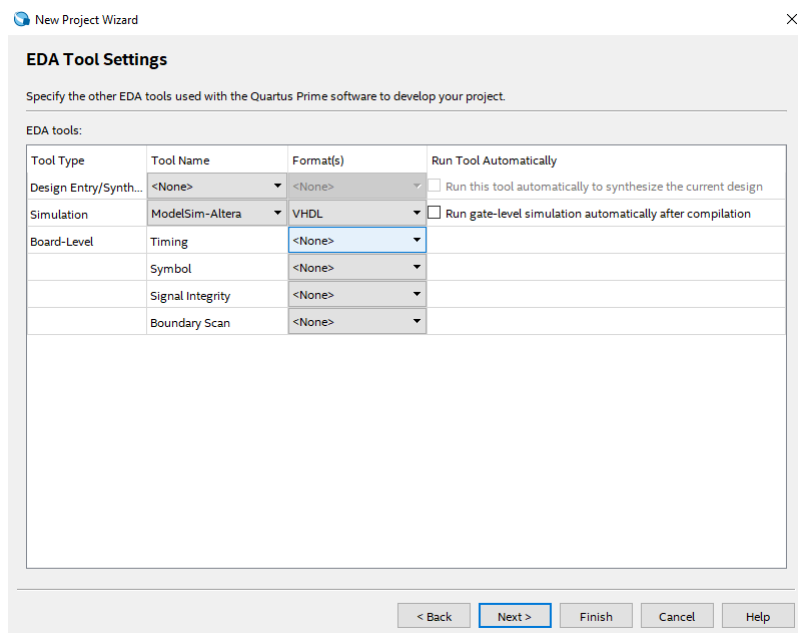 New Project Wizard
EDA Tool Settings
Specify the other EDA tools used with the Quartus Prime software to develop your project.
EDA tools:
Tool Type Tool Name Format(s) Run Tool Automatically
Design Entry/Synth... <None> <None> Run this tool automatically to synthesize the current design
Simulation ModelSim-Altera VHDL Run gate-level simulation automatically after compilation
Board-Level Timing <None>
Symbol <None>
Signal Integrity <None>
Boundary Scan <None>
< Back Next > Finish Cancel Help